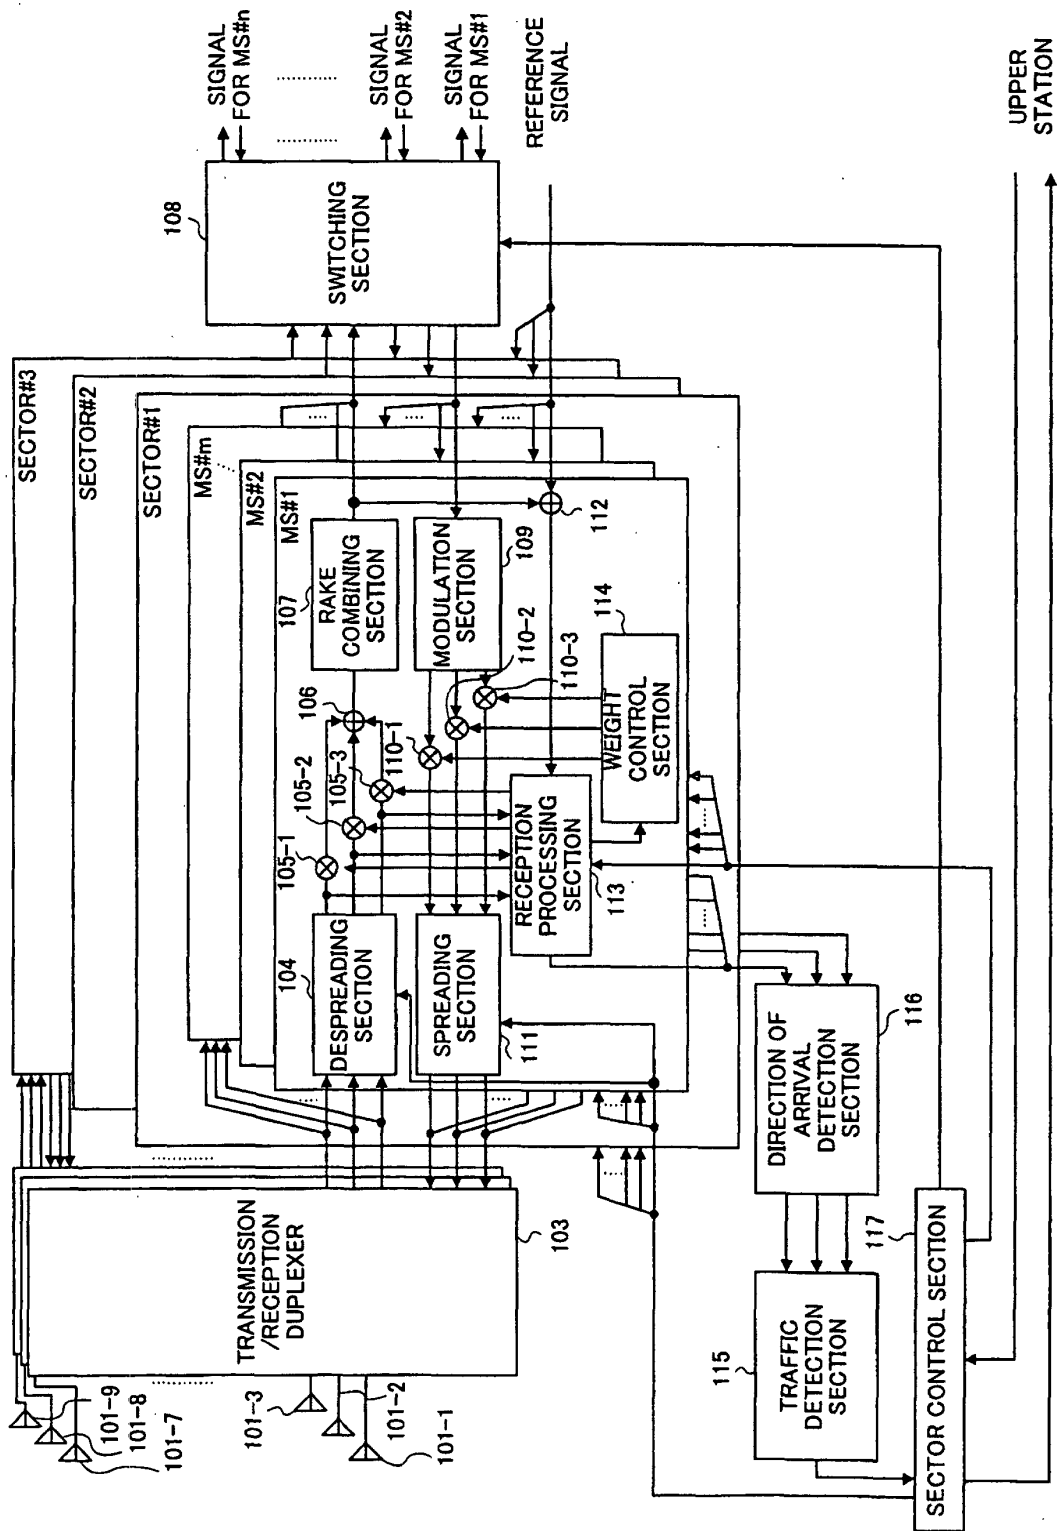 SIGNAL
FOR MS#n
SIGNAL
FOR MS#2
SIGNAL
FOR MS#1
REFERENCE
SIGNAL
UPPER
STATION
108
SWITCHING
SECTION
SECTOR#3
SECTOR#2
SECTOR#1
MS#m
MS#2
MS#1
107
RAKE
COMBINING
SECTION
MODULATION
SECTION
109
112
114
WEIGHT
CONTROL
SECTION
106
110-1
110-2
110-3
105-1
105-2
105-3
RECEPTION
PROCESSING
SECTION
113
104
DESPREADING
SECTION
SPREADING
SECTION
111
TRANSMISSION
/RECEPTION
DUPLEXER
103
DIRECTION OF
ARRIVAL
DETECTION
SECTION
116
115
TRAFFIC
DETECTION
SECTION
117
SECTOR CONTROL SECTION
101-9
101-8
101-7
101-3
101-2
101-1